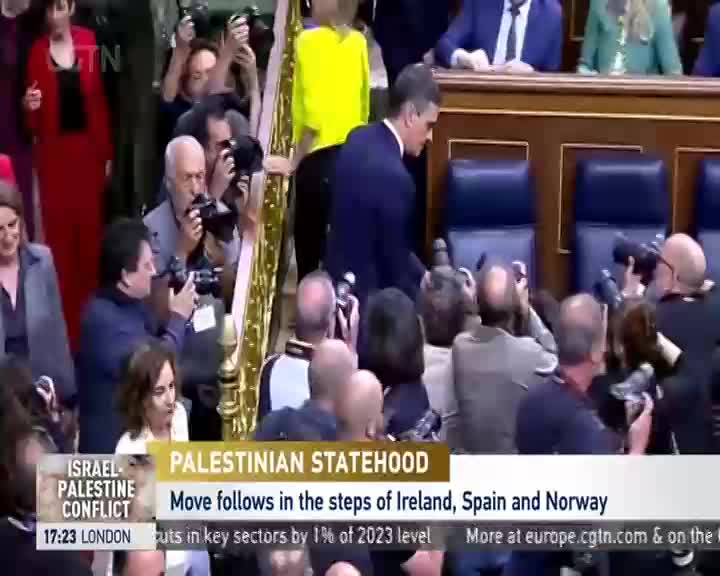 CGTN
ISRAEL-
PALESTINE
CONFLICT
PALESTINIAN STATEHOOD
Move follows in the steps of Ireland, Spain and Norway
17:23 LONDON
cuts in key sectors by 1% of 2023 level More at europe.cgtn.com & on the